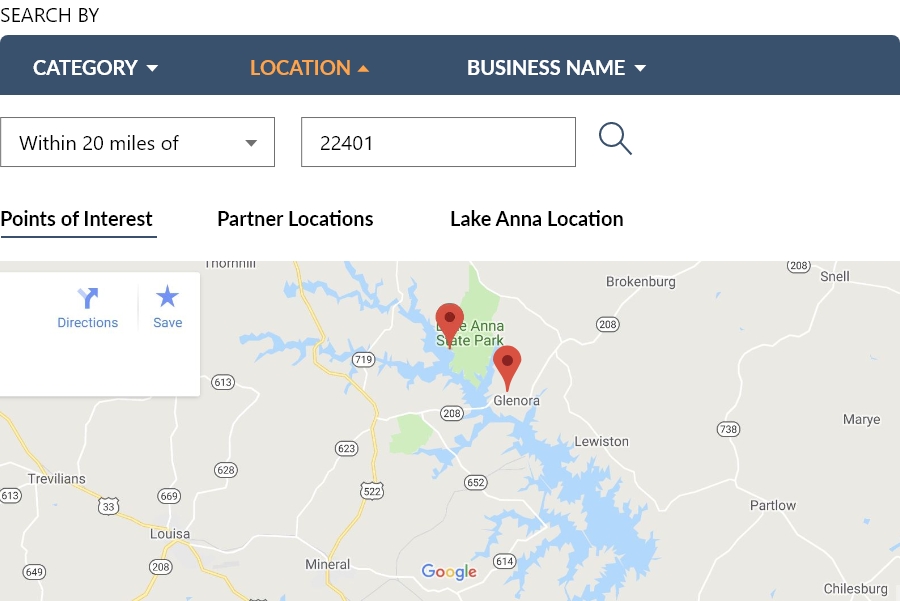 SEARCH BY
CATEGORY
LOCATION
BUSINESS NAME
Within 20 miles of
22401
Points of Interest
Partner Locations
Lake Anna Location
Thornhill
208
Snell
Brokenburg
Directions
Save
208
Lake Anna
State Park
719
613
Glenora
208
Marye
738
Lewiston
623
628
Trevilians
652
522
613
669
33
Partlow
Louisa
Mineral
614
208
649
Google
Chilesburg